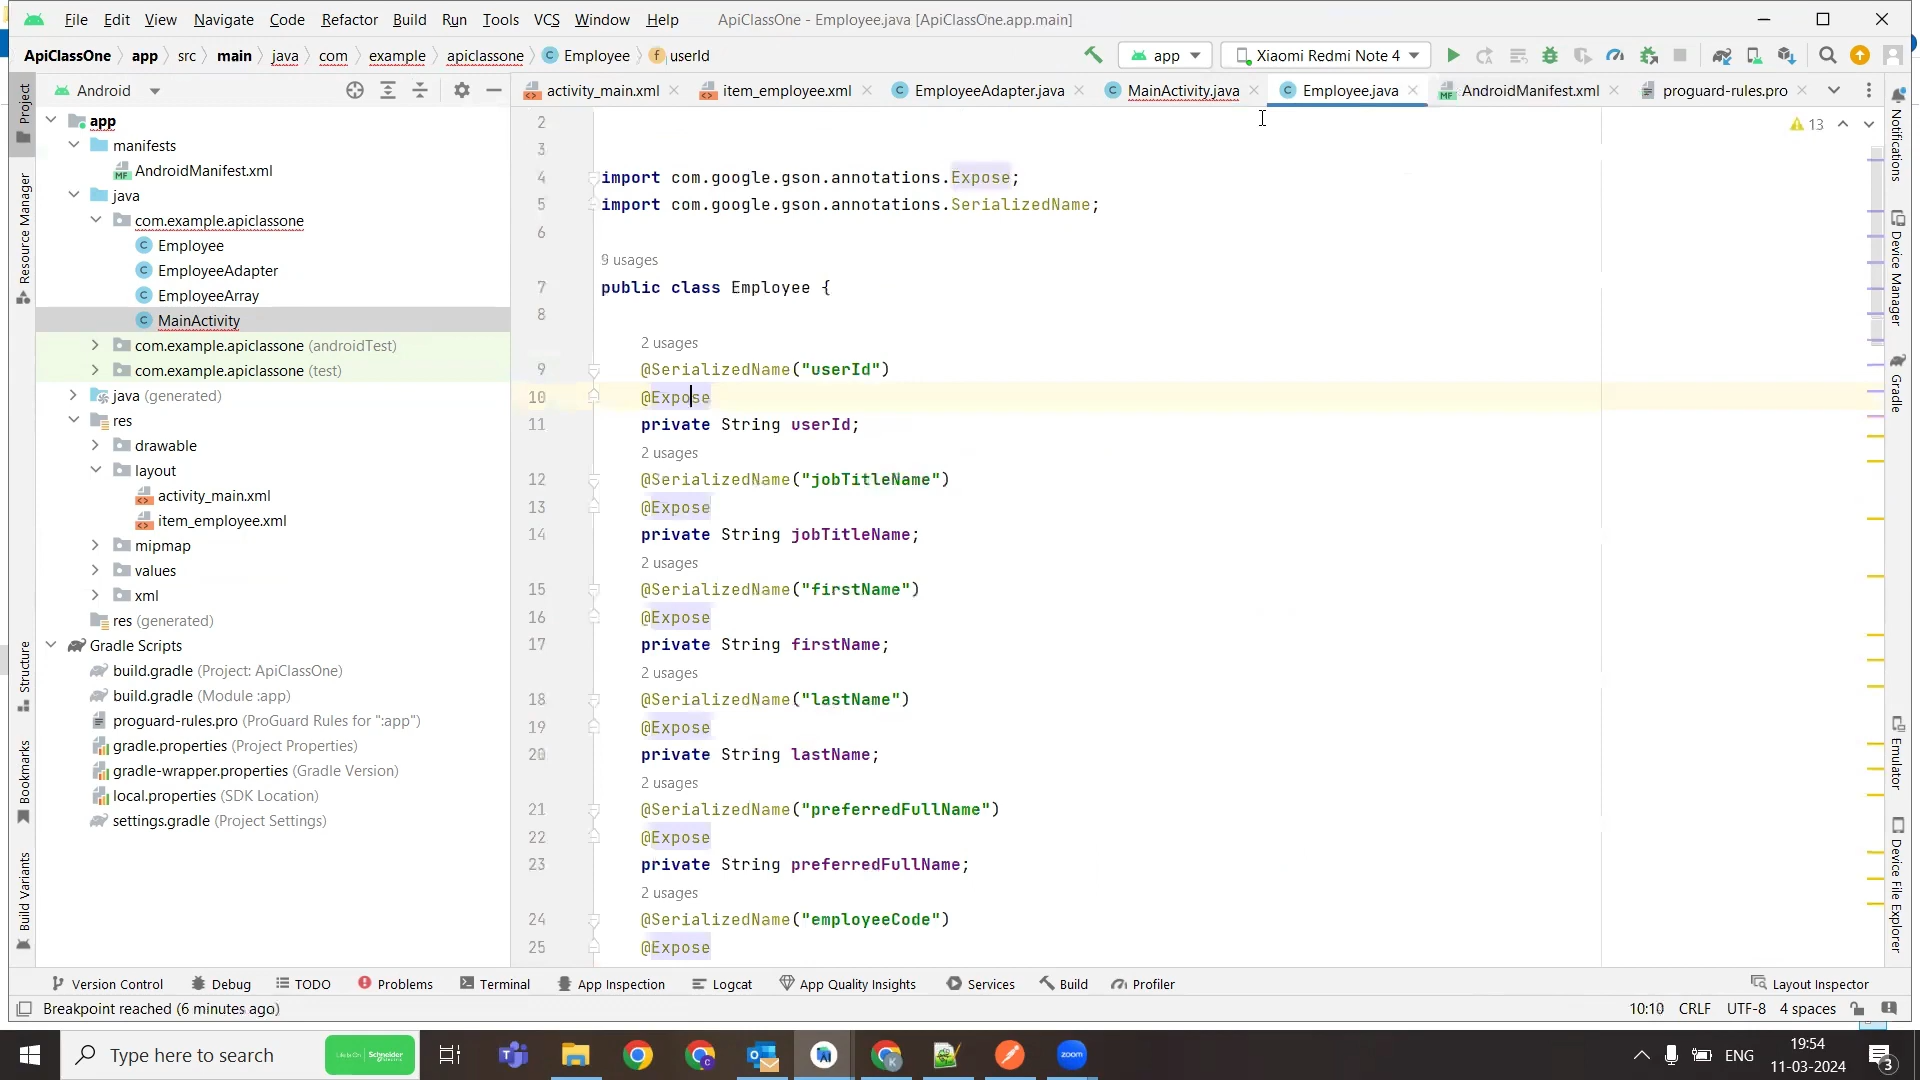 File Edit View Navigate Code Refactor Build Run Tools VCS Window Help ApiClassOne - Employee.java [ApiClassOne.app.main]
ApiClassOne app src main java com example apiclassone Employee userId app Xiaomi Redmi Note 4
Android
activity_main.xml item_employee.xml EmployeeAdapter.java MainActivity.java Employee.java AndroidManifest.xml proguard-rules.pro
Project
Resource Manager
Structure
Bookmarks
Build Variants
app
manifests
AndroidManifest.xml
java
com.example.apiclassone
Employee
EmployeeAdapter
EmployeeArray
MainActivity
com.example.apiclassone (androidTest)
com.example.apiclassone (test)
java (generated)
res
drawable
layout
activity_main.xml
item_employee.xml
mipmap
values
xml
res (generated)
Gradle Scripts
build.gradle (Project: ApiClassOne)
build.gradle (Module :app)
proguard-rules.pro (ProGuard Rules for ":app")
gradle.properties (Project Properties)
gradle-wrapper.properties (Gradle Version)
local.properties (SDK Location)
settings.gradle (Project Settings)
13
2
3
4 import com.google.gson.annotations.Expose;
5 import com.google.gson.annotations.SerializedName;
6
9 usages
7 public class Employee {
8
2 usages
9 @SerializedName("userId")
10 @Expose
11 private String userId;
2 usages
12 @SerializedName("jobTitleName")
13 @Expose
14 private String jobTitleName;
2 usages
15 @SerializedName("firstName")
16 @Expose
17 private String firstName;
2 usages
18 @SerializedName("lastName")
19 @Expose
20 private String lastName;
2 usages
21 @SerializedName("preferredFullName")
22 @Expose
23 private String preferredFullName;
2 usages
24 @SerializedName("employeeCode")
25 @Expose
Notifications
Device Manager
Gradle
Emulator
Device File Explorer
Version Control Debug TODO Problems Terminal App Inspection Logcat App Quality Insights Services Build Profiler Layout Inspector
Breakpoint reached (6 minutes ago) 10:10 CRLF UTF-8 4 spaces
Type here to search Life Is On Schneider Electric zoom ENG 19:54
11-03-2024 3